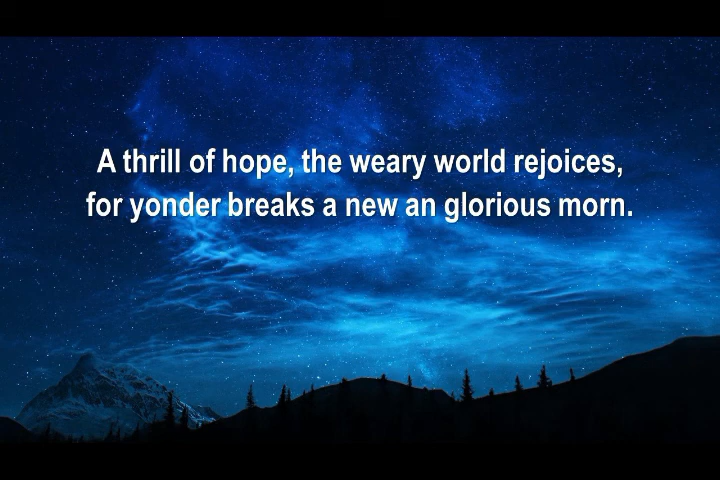 A thrill of hope, the weary world rejoices,
for yonder breaks a new an glorious morn.